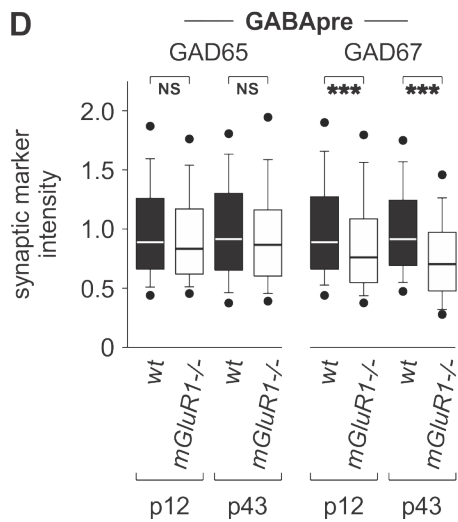 D
GABApre
GAD65 GAD67
NS NS *** ***
synaptic marker
intensity
2.0
1.5
1.0
0.5
0
wt mGluR1-/- wt mGluR1-/- wt mGluR1-/- wt mGluR1-/-
p12 p43 p12 p43